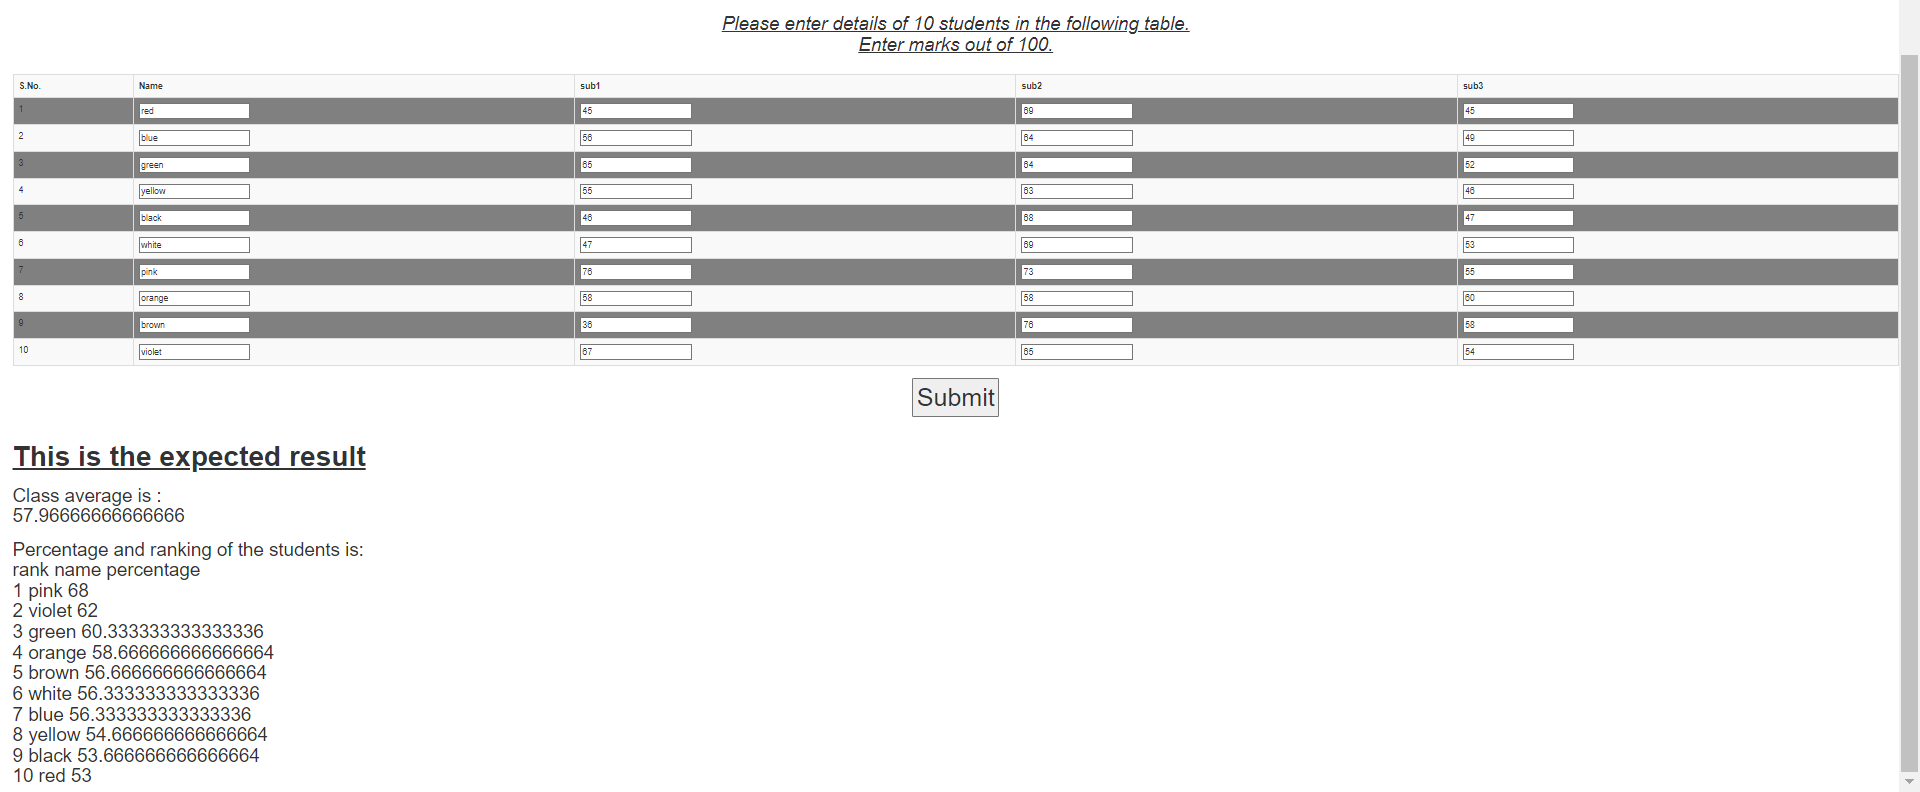 Please enter details of 10 students in the following table.
Enter marks out of 100.
S.No. Name sub1 sub2 sub3
1 red 45 69 45
2 blue 56 64 49
3 green 65 64 52
4 yellow 55 63 46
5 black 46 68 47
6 white 47 69 53
7 pink 76 73 55
8 orange 58 58 60
9 brown 36 76 58
10 violet 67 65 54
Submit
This is the expected result
Class average is :
57.96666666666666
Percentage and ranking of the students is:
rank name percentage
1 pink 68
2 violet 62
3 green 60.333333333333336
4 orange 58.666666666666664
5 brown 56.666666666666664
6 white 56.333333333333336
7 blue 56.333333333333336
8 yellow 54.666666666666664
9 black 53.666666666666664
10 red 53